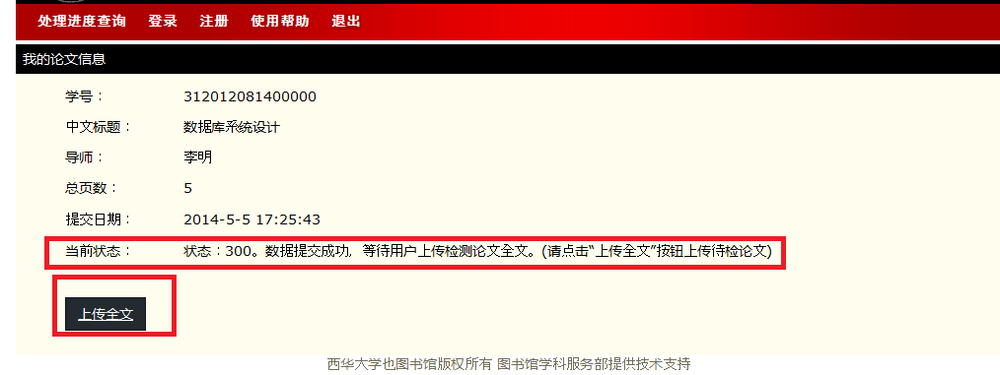 处理进度查询 登录 注册 使用帮助 退出
我的论文信息
学号： 312012081400000
中文标题： 数据库系统设计
导师： 李明
总页数： 5
提交日期： 2014-5-5 17:25:43
当前状态： 状态：300。数据提交成功，等待用户上传检测论文全文。(请点击“上传全文”按钮上传待检论文)
上传全文
西华大学也图书馆版权所有 图书馆学科服务部提供技术支持